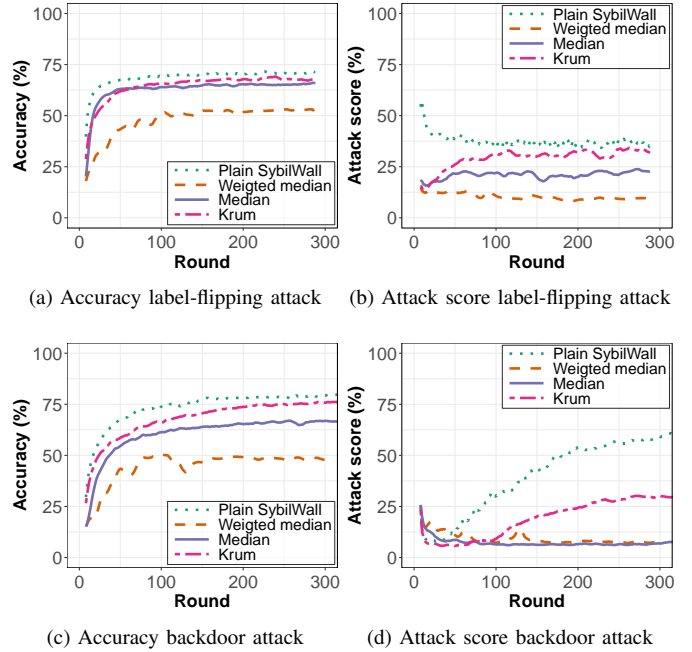 100
75
50
25
0
Accuracy (%)
Plain SybilWall
Weigted median
Median
Krum
0
100
200
300
Round
(a) Accuracy label-flipping attack
100
75
50
25
0
Attack score (%)
Plain SybilWall
Weigted median
Median
Krum
0
100
200
300
Round
(b) Attack score label-flipping attack
100
75
50
25
0
Accuracy (%)
Plain SybilWall
Weigted median
Median
Krum
0
100
200
300
Round
(c) Accuracy backdoor attack
100
75
50
25
0
Attack score (%)
Plain SybilWall
Weigted median
Median
Krum
0
100
200
300
Round
(d) Attack score backdoor attack